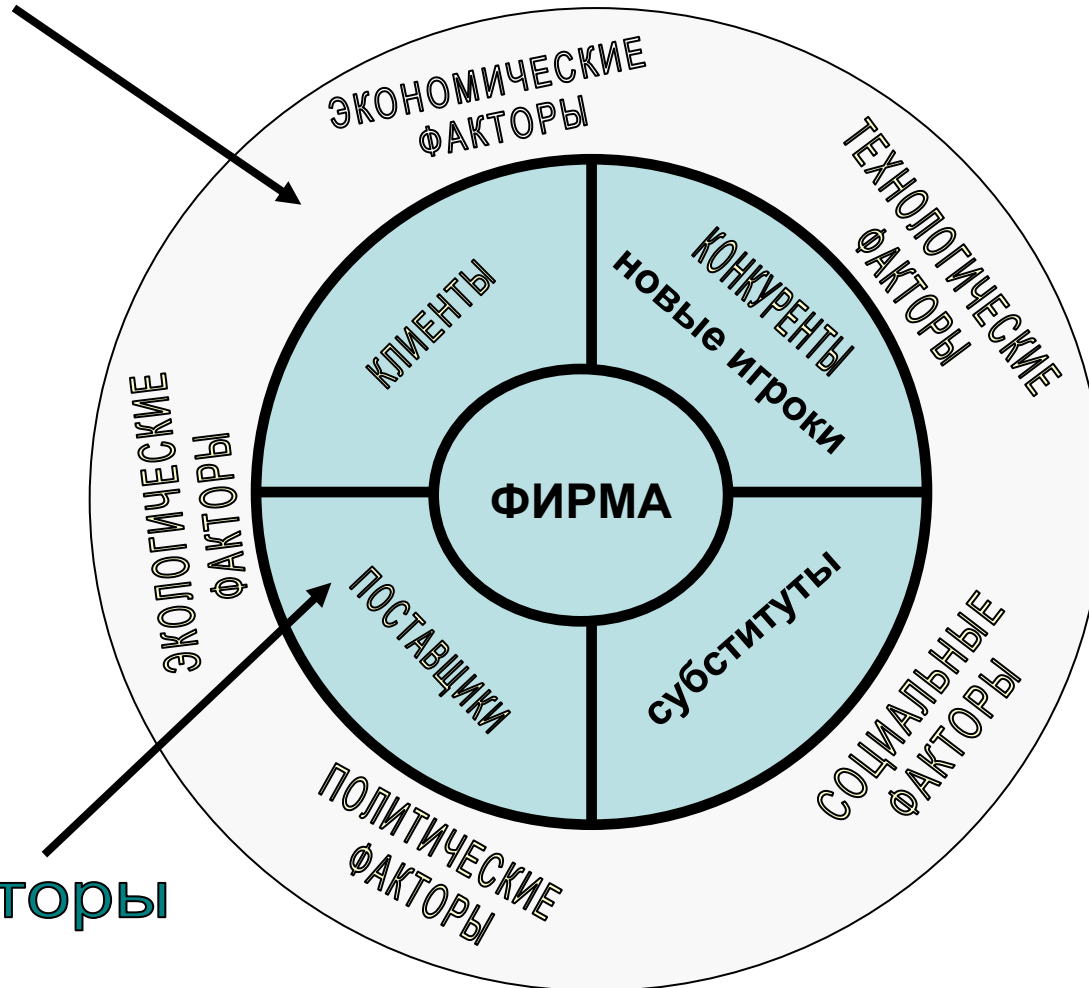 ЭКОНОМИЧЕСКИЕ
ФАКТОРЫ
ТЕХНОЛОГИЧЕСКИЕ
ФАКТОРЫ
КЛИЕНТЫ
КОНКУРЕНТЫ
новые игроки
ЭКОЛОГИЧЕСКИЕ
ФАКТОРЫ
ФИРМА
ПОСТАВЩИКИ
субституты
СОЦИАЛЬНЫЕ
ФАКТОРЫ
ПОЛИТИЧЕСКИЕ
ФАКТОРЫ
торы